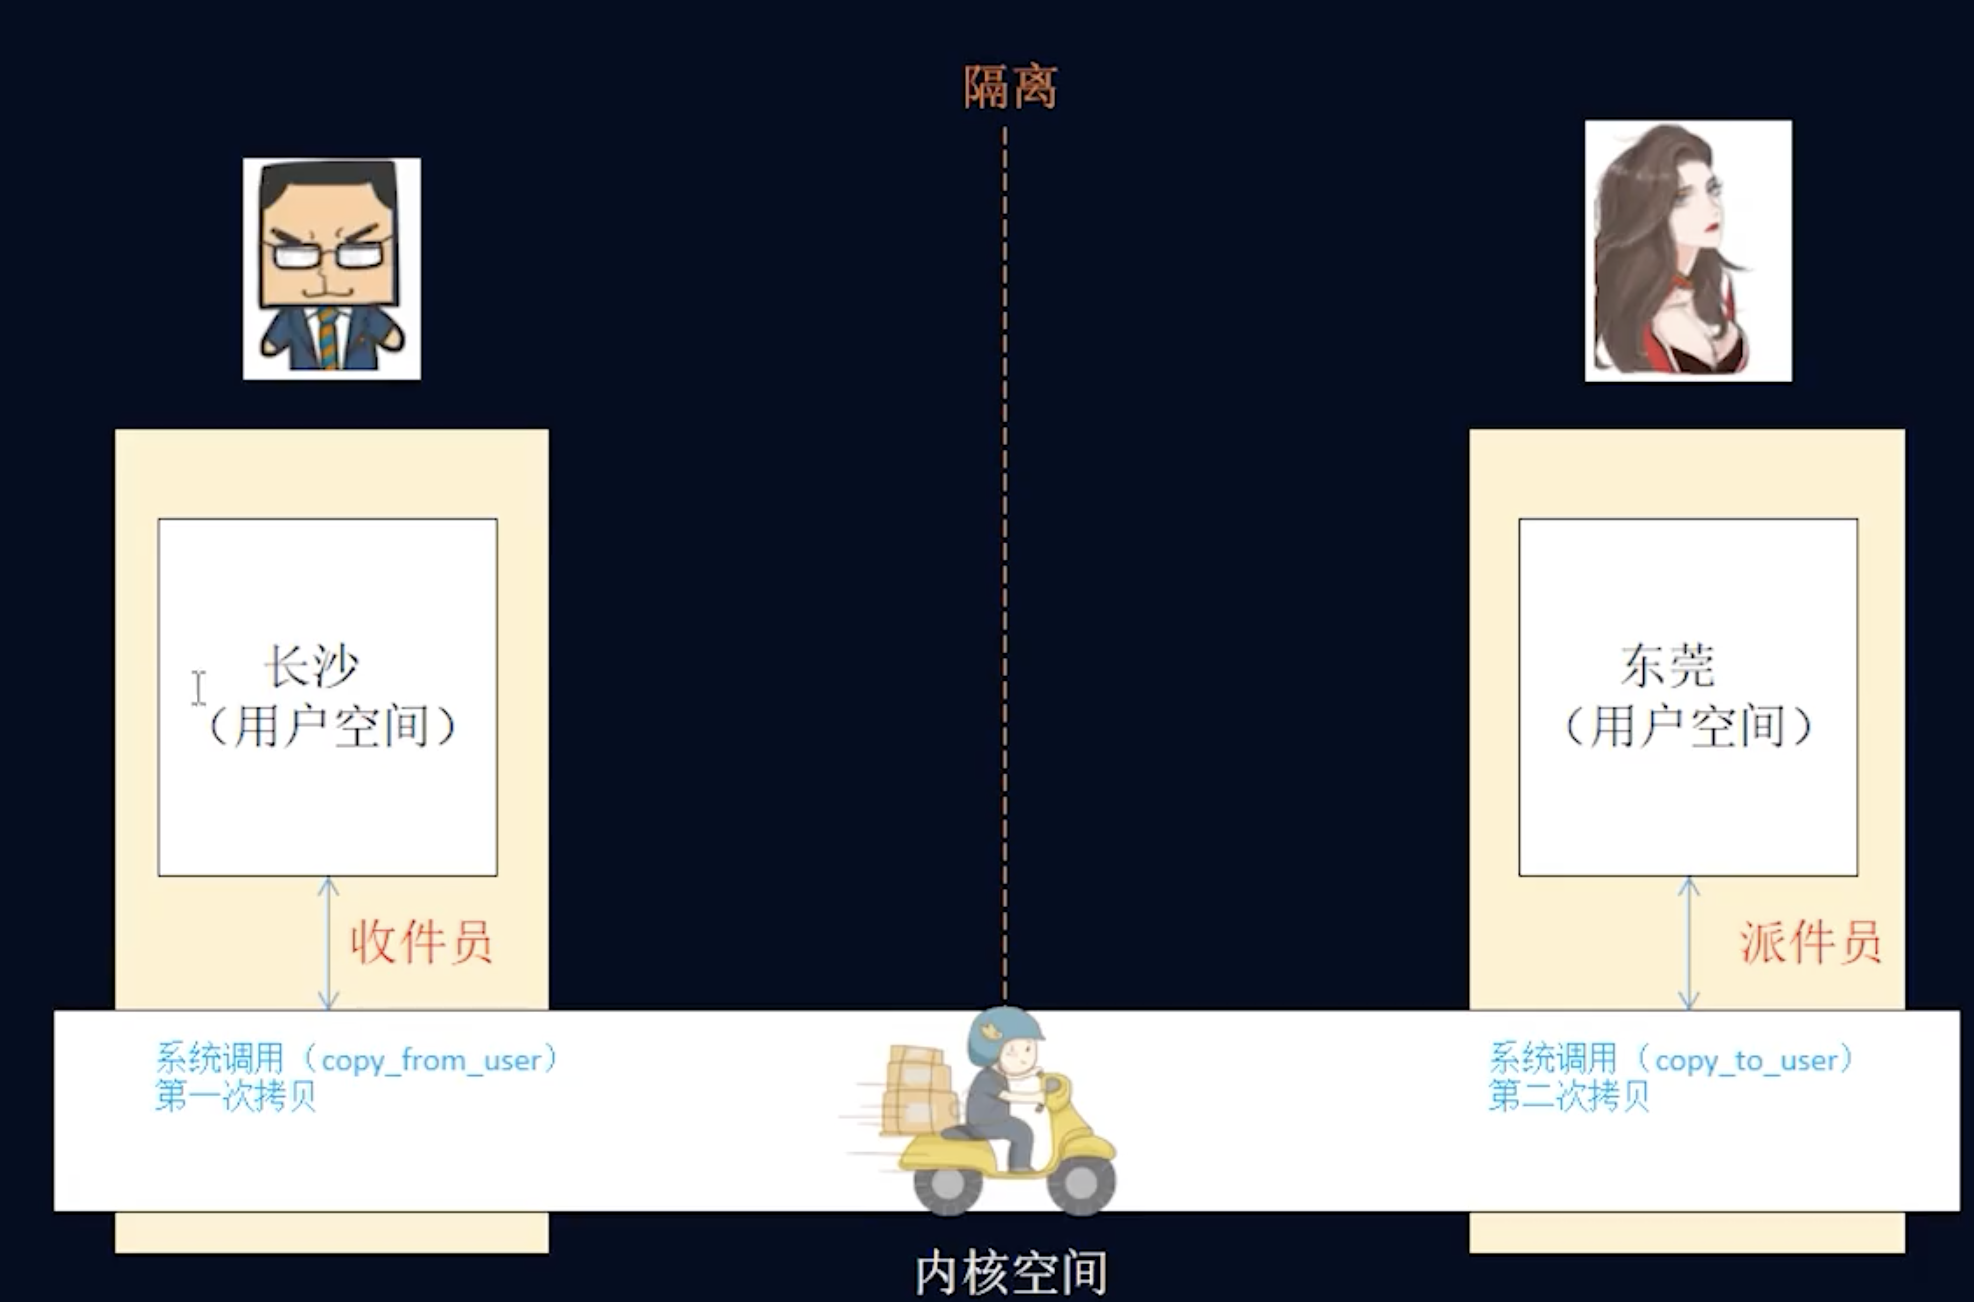 隔离
长沙
（用户空间）
东莞
（用户空间）
收件员
派件员
系统调用（copy_from_user）
第一次拷贝
系统调用（copy_to_user）
第二次拷贝
内核空间